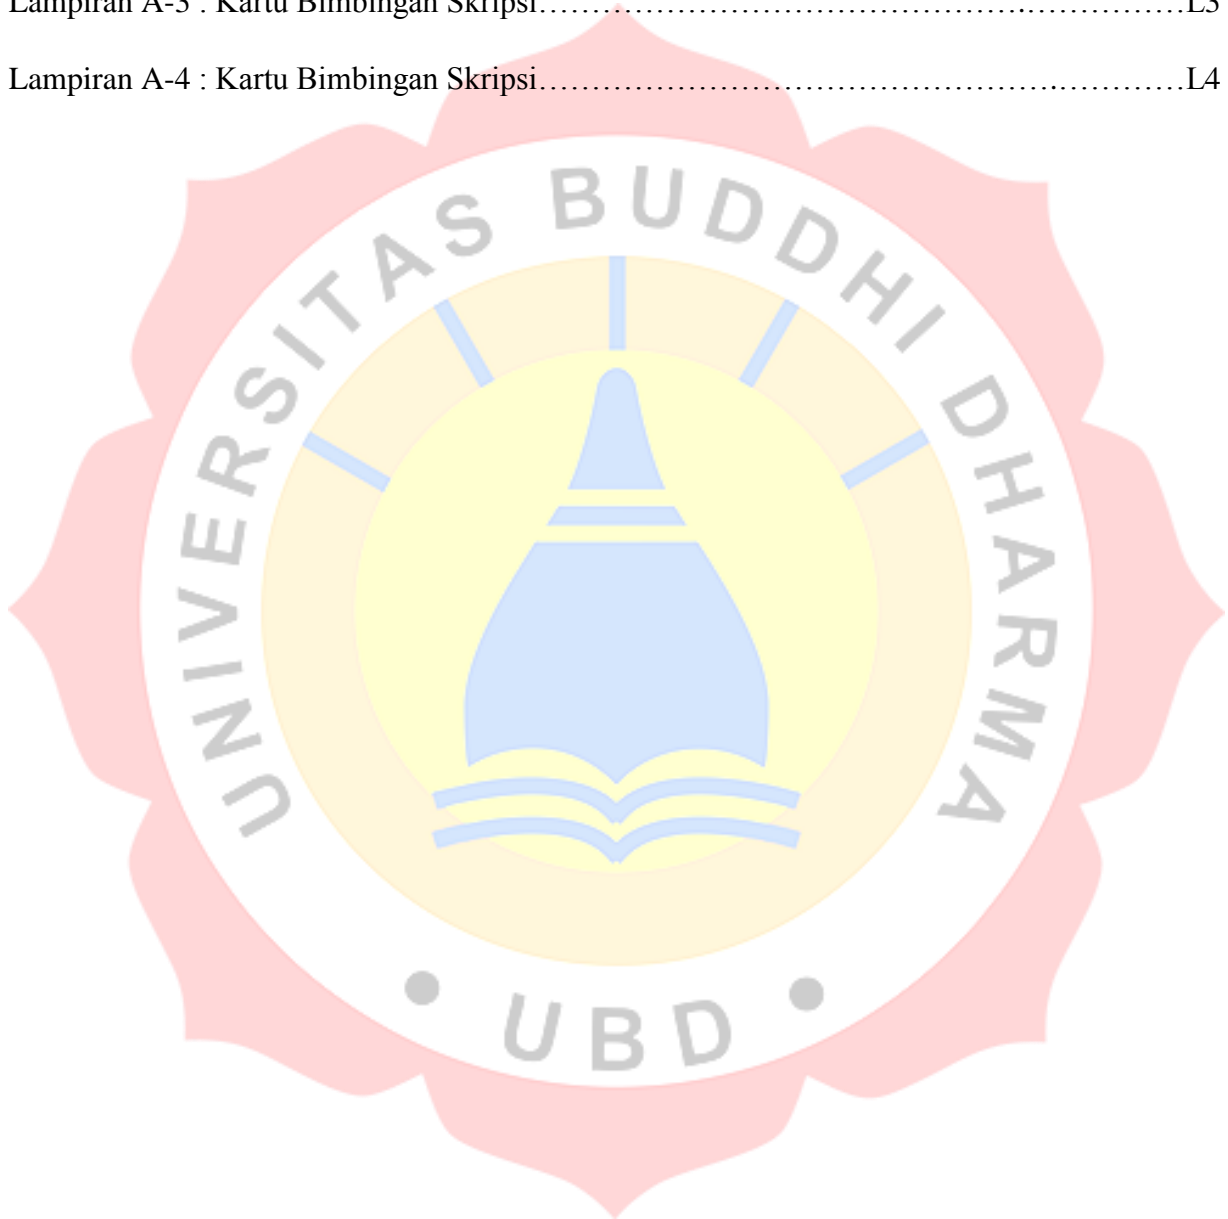 Lampiran A-3 : Kartu Bimbingan Skripsi…………………………………………….……………L3
Lampiran A-4 : Kartu Bimbingan Skripsi……………………………………………….…………L4
UNIVERSITAS BUDDHI DHARMA
• UBD •